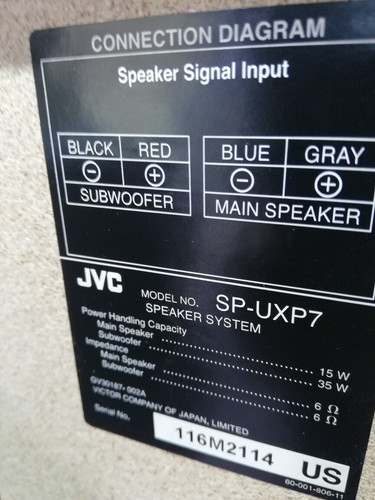 CONNECTION DIAGRAM
Speaker Signal Input
BLACK RED BLUE GRAY
− + − +
SUBWOOFER MAIN SPEAKER
JVC MODEL NO. SP-UXP7
SPEAKER SYSTEM
Power Handling Capacity
Main Speaker .............................. 15 W
Subwoofer .............................. 35 W
Impedance
Main Speaker .............................. 6 Ω
Subwoofer .............................. 6 Ω
GV30187-002A
VICTOR COMPANY OF JAPAN, LIMITED
Serial No. 116M2114 US
60-001-806-11